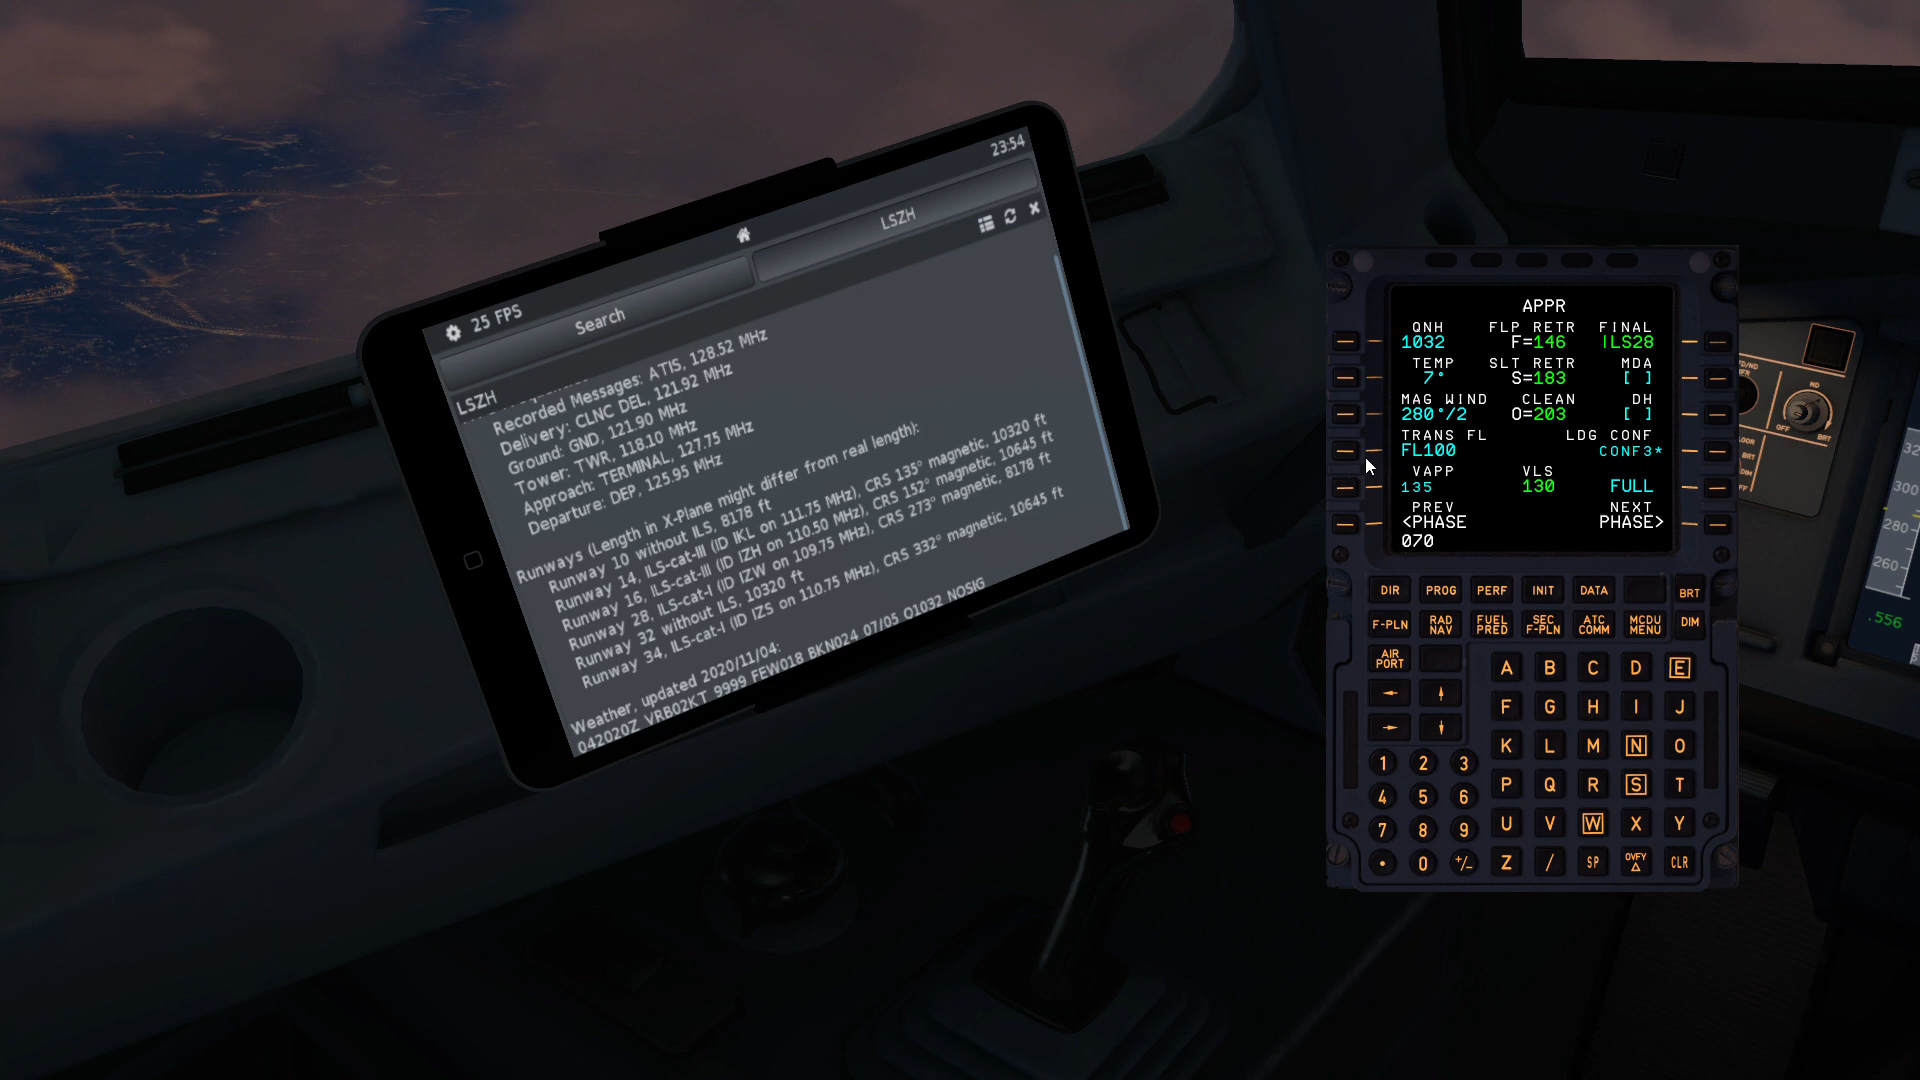 23:54
25 FPS
Search
LSZH
LSZH
Recorded Messages: ATIS, 128.52 MHz
Delivery: CLNC DEL, 121.92 MHz
Ground: GND, 121.90 MHz
Tower: TWR, 118.10 MHz
Approach: TERMINAL, 127.75 MHz
Departure: DEP, 125.95 MHz
Runways (Length in X-Plane might differ from real length):
Runway 10 without ILS, 8178 ft
Runway 14, ILS-cat-III (ID IKL on 111.75 MHz), CRS 135° magnetic, 10320 ft
Runway 16, ILS-cat-III (ID IZH on 110.50 MHz), CRS 152° magnetic, 10645 ft
Runway 28, ILS-cat-I (ID IZW on 109.75 MHz), CRS 273° magnetic, 8178 ft
Runway 32 without ILS, 10320 ft
Runway 34, ILS-cat-I (ID IZS on 110.75 MHz), CRS 332° magnetic, 10645 ft
Weather, updated 2020/11/04:
042020Z VRB02KT 9999 FEW018 BKN024 07/05 Q1032 NOSIG
APPR
QNH FLP RETR FINAL
1032 F=146 ILS28
TEMP SLT RETR MDA
7° S=183 [ ]
MAG WIND CLEAN DH
280°/2 O=203 [ ]
TRANS FL LDG CONF
FL100 CONF3*
VAPP VLS
135 130 FULL
PREV NEXT
<PHASE PHASE>
070
DIR PROG PERF INIT DATA BRT
F-PLN RAD NAV FUEL PRED SEC F-PLN ATC COMM MCDU MENU DIM
AIR PORT
← ↑
→ ↓
A B C D E
F G H I J
K L M N O
P Q R S T
U V W X Y
Z / SP OVFY Δ CLR
1 2 3
4 5 6
7 8 9
. 0 +/-
ND
OFF BRT
300
280
260
.556